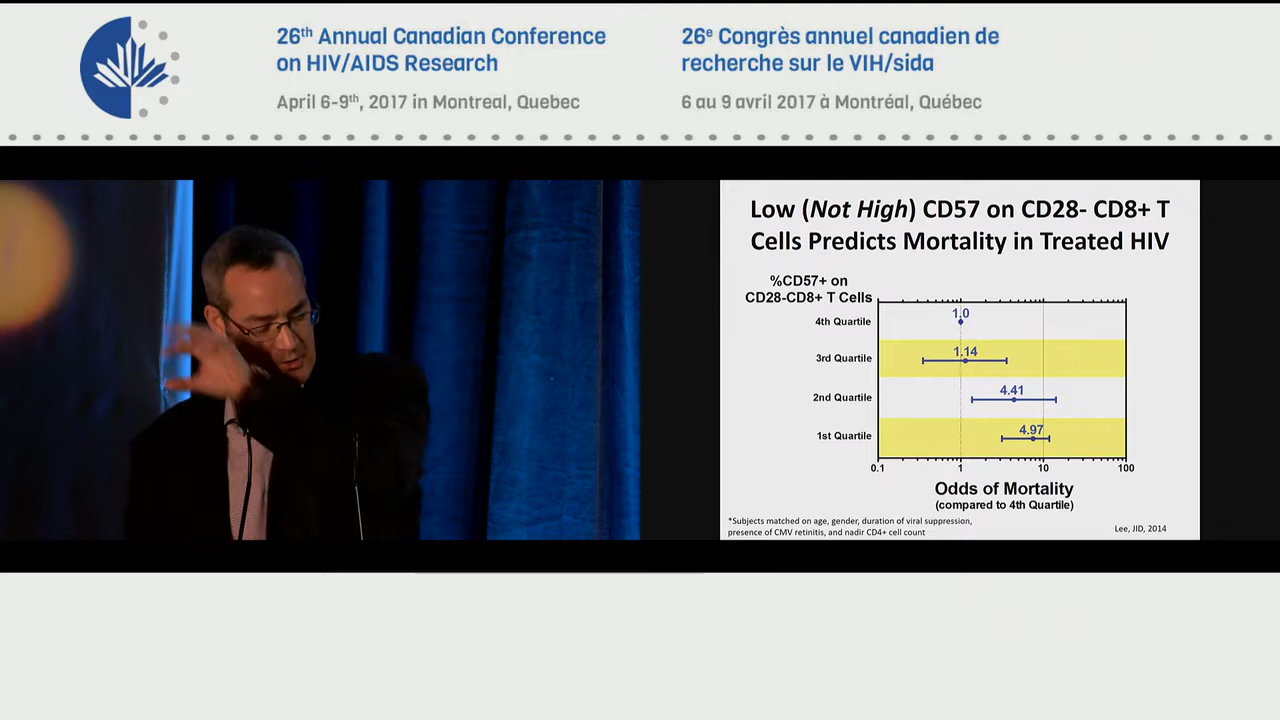 26th Annual Canadian Conference
on HIV/AIDS Research
April 6-9th, 2017 in Montreal, Quebec
26e Congrès annuel canadien de
recherche sur le VIH/sida
6 au 9 avril 2017 à Montréal, Québec
Low (Not High) CD57 on CD28- CD8+ T
Cells Predicts Mortality in Treated HIV
%CD57+ on
CD28-CD8+ T Cells
4th Quartile
1.0
3rd Quartile
1.14
2nd Quartile
4.41
1st Quartile
4.97
0.1 1 10 100
Odds of Mortality
(compared to 4th Quartile)
*Subjects matched on age, gender, duration of viral suppression,
presence of CMV retinitis, and nadir CD4+ cell count
Lee, JID, 2014